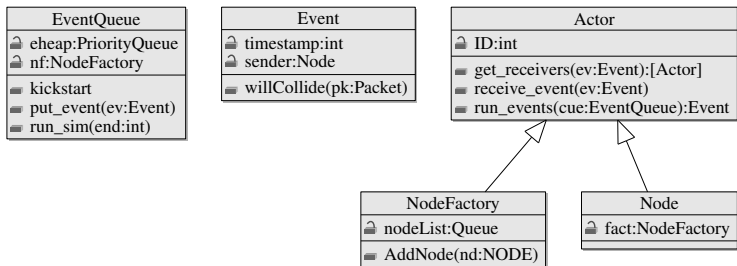 EventQueue
eheap:PriorityQueue
nf:NodeFactory
kickstart
put_event(ev:Event)
run_sim(end:int)
Event
timestamp:int
sender:Node
willCollide(pk:Packet)
Actor
ID:int
get_receivers(ev:Event):[Actor]
receive_event(ev:Event)
run_events(cue:EventQueue):Event
NodeFactory
nodeList:Queue
AddNode(nd:NODE)
Node
fact:NodeFactory